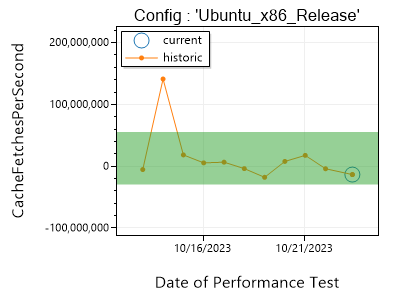 Config : 'Ubuntu_x86_Release'
current
historic
CacheFetchesPerSecond
200,000,000
100,000,000
0
-100,000,000
10/16/2023
10/21/2023
Date of Performance Test